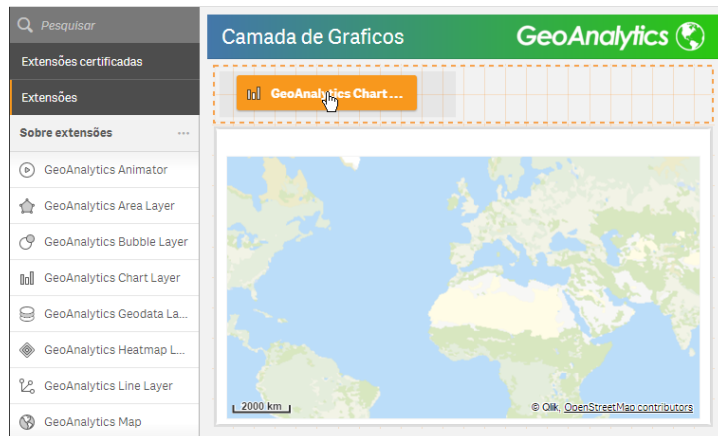 Pesquisar
Extensões certificadas
Extensões
Sobre extensões ...
GeoAnalytics Animator
GeoAnalytics Area Layer
GeoAnalytics Bubble Layer
GeoAnalytics Chart Layer
GeoAnalytics Geodata La...
GeoAnalytics Heatmap L...
GeoAnalytics Line Layer
GeoAnalytics Map
Camada de Graficos
GeoAnalytics
GeoAnalytics Chart ...
2000 km
© Qlik, OpenStreetMap contributors